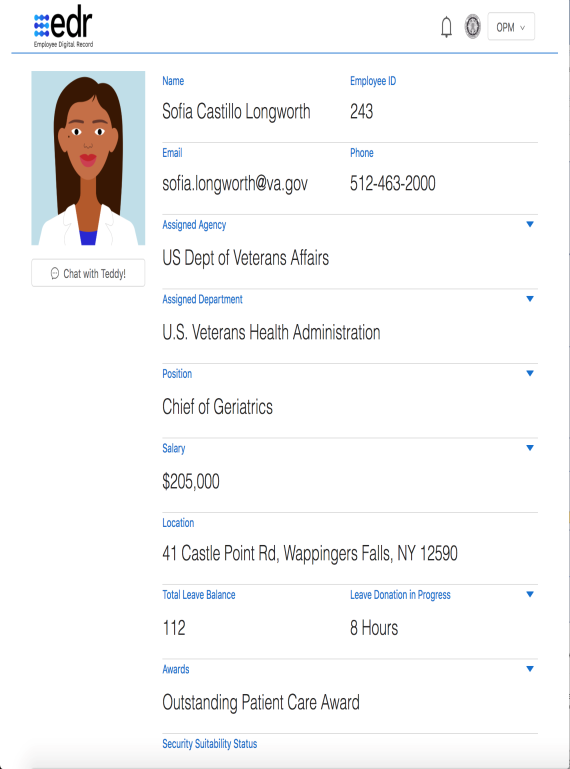 edr
Employee Digital Record
OPM
Name
Employee ID
Sofia Castillo Longworth
243
Email
Phone
sofia.longworth@va.gov
512-463-2000
Assigned Agency
US Dept of Veterans Affairs
Chat with Teddy!
Assigned Department
U.S. Veterans Health Administration
Position
Chief of Geriatrics
Salary
$205,000
Location
41 Castle Point Rd, Wappingers Falls, NY 12590
Total Leave Balance
Leave Donation in Progress
112
8 Hours
Awards
Outstanding Patient Care Award
Security Suitability Status